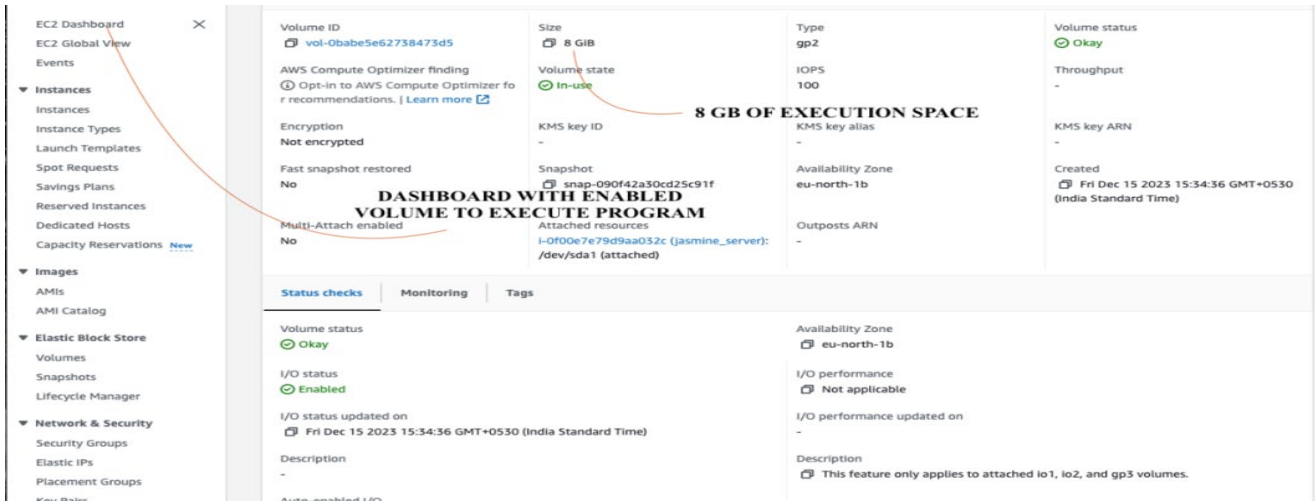 EC2 Dashboard
EC2 Global View
Events
Instances
Instances
Instance Types
Launch Templates
Spot Requests
Savings Plans
Reserved Instances
Dedicated Hosts
Capacity Reservations New
Images
AMIs
AMI Catalog
Elastic Block Store
Volumes
Snapshots
Lifecycle Manager
Network & Security
Security Groups
Elastic IPs
Placement Groups
Key Pairs
Volume ID
vol-0babe5e62738473d5
Size
8 GiB
Type
gp2
Volume status
Okay
AWS Compute Optimizer finding
Opt-in to AWS Compute Optimizer fo
r recommendations. | Learn more
Volume state
In-use
IOPS
100
Throughput
-
8 GB OF EXECUTION SPACE
Encryption
Not encrypted
KMS key ID
-
KMS key alias
-
KMS key ARN
-
Fast snapshot restored
No
Snapshot
snap-090f42a30cd25c91f
Availability Zone
eu-north-1b
Created
Fri Dec 15 2023 15:34:36 GMT+0530
(India Standard Time)
DASHBOARD WITH ENABLED
VOLUME TO EXECUTE PROGRAM
Multi-Attach enabled
No
Attached resources
i-0f00e7e79d9aa032c (jasmine_server):
/dev/sda1 (attached)
Outposts ARN
-
Status checks
Monitoring
Tags
Volume status
Okay
Availability Zone
eu-north-1b
I/O status
Enabled
I/O performance
Not applicable
I/O status updated on
Fri Dec 15 2023 15:34:36 GMT+0530 (India Standard Time)
I/O performance updated on
-
Description
-
Description
This feature only applies to attached io1, io2, and gp3 volumes.
Auto-enabled I/O